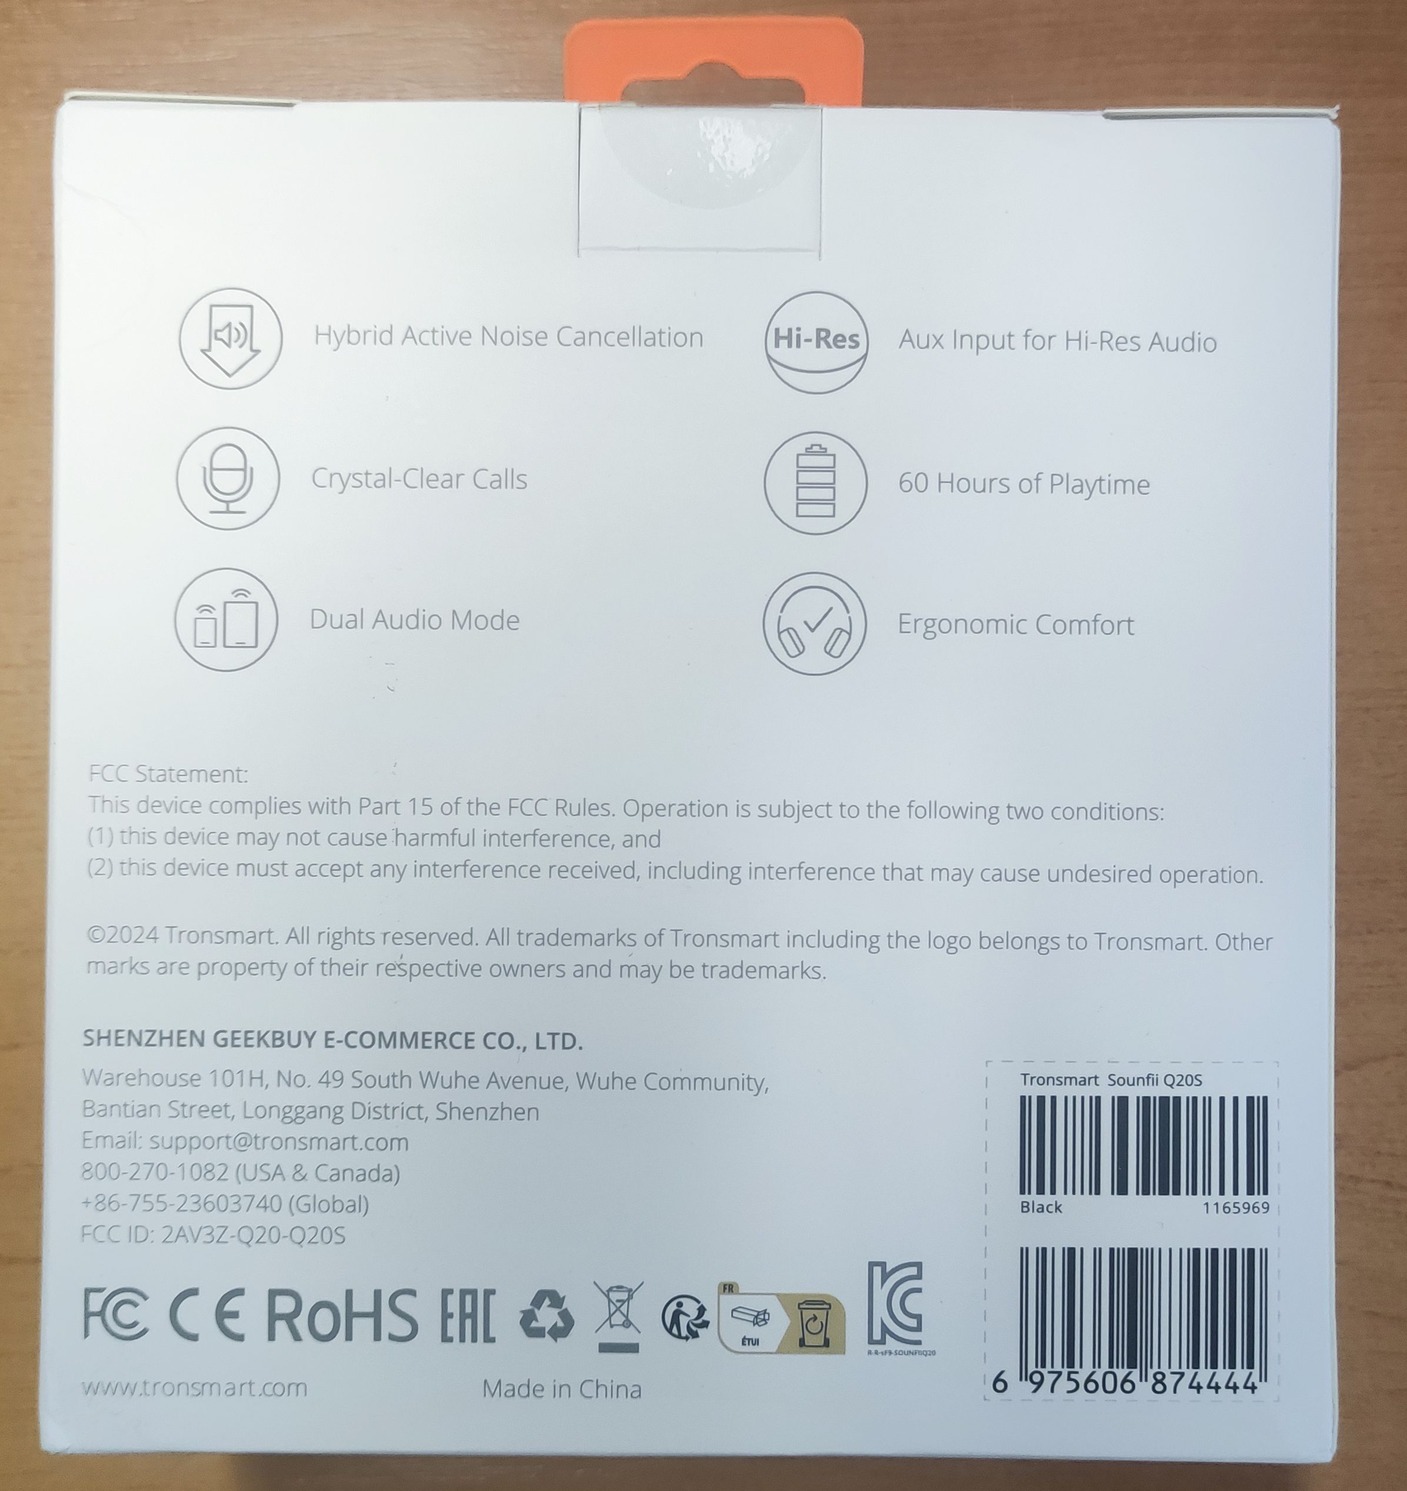 Hybrid Active Noise Cancellation
Hi-Res
Aux Input for Hi-Res Audio
Crystal-Clear Calls
60 Hours of Playtime
Dual Audio Mode
Ergonomic Comfort
FCC Statement:
This device complies with Part 15 of the FCC Rules. Operation is subject to the following two conditions:
(1) this device may not cause harmful interference, and
(2) this device must accept any interference received, including interference that may cause undesired operation.
©2024 Tronsmart. All rights reserved. All trademarks of Tronsmart including the logo belongs to Tronsmart. Other
marks are property of their respective owners and may be trademarks.
SHENZHEN GEEKBUY E-COMMERCE CO., LTD.
Warehouse 101H, No. 49 South Wuhe Avenue, Wuhe Community,
Bantian Street, Longgang District, Shenzhen
Email: support@tronsmart.com
800-270-1082 (USA & Canada)
+86-755-23603740 (Global)
FCC ID: 2AV3Z-Q20-Q20S
FC CE RoHS EAC
FR
ÉTUI
KC
www.tronsmart.com
Made in China
Tronsmart Sounfii Q20S
Black 1165969
6 975606 874444